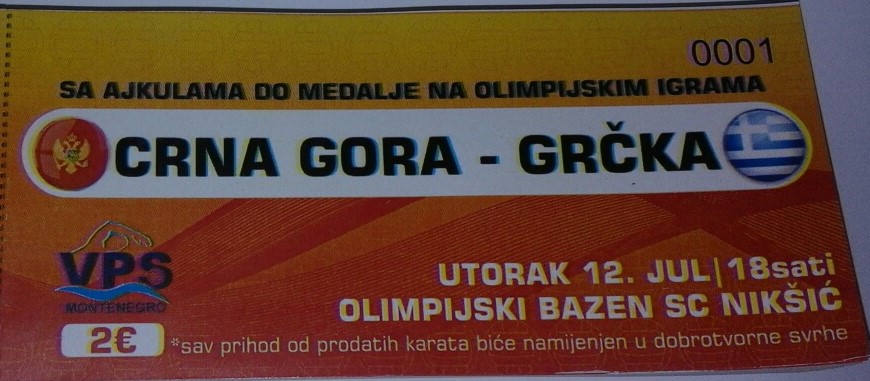 0001
SA AJKULAMA DO MEDALJE NA OLIMPIJSKIM IGRAMA
CRNA GORA - GRČKA
VPS
MONTENEGRO
UTORAK 12. JUL|18sati
OLIMPIJSKI BAZEN SC NIKŠIĆ
2€
*sav prihod od prodatih karata biće namijenjen u dobrotvorne svrhe